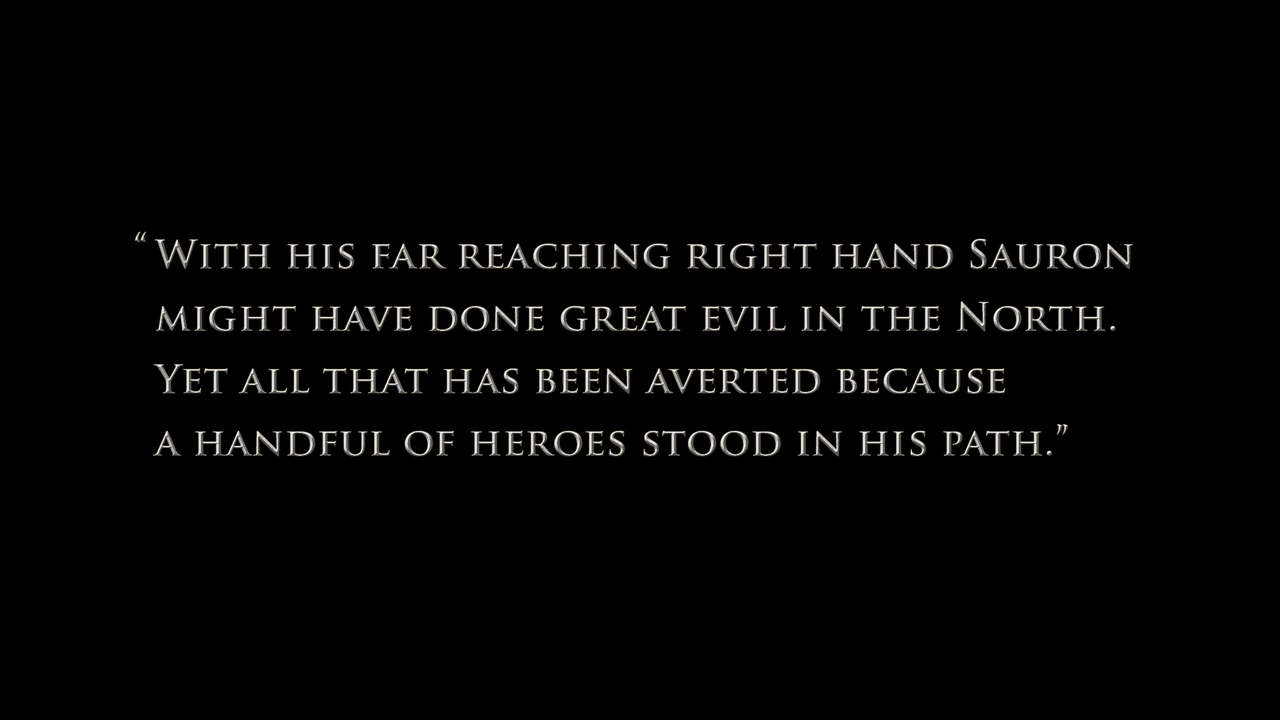 “With his far reaching right hand Sauron
might have done great evil in the North.
Yet all that has been averted because
a handful of heroes stood in his path.”